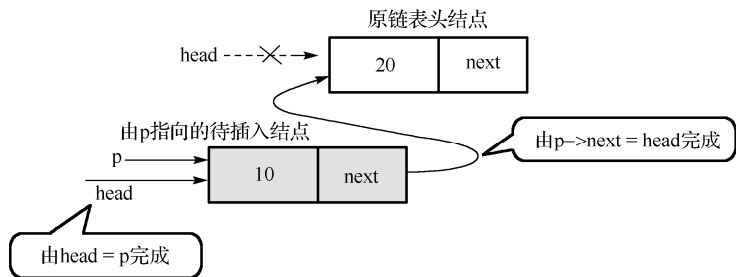 原链表头结点
head
20
next
由p指向的待插入结点
p
head
10
next
由p−>next = head完成
由head = p完成